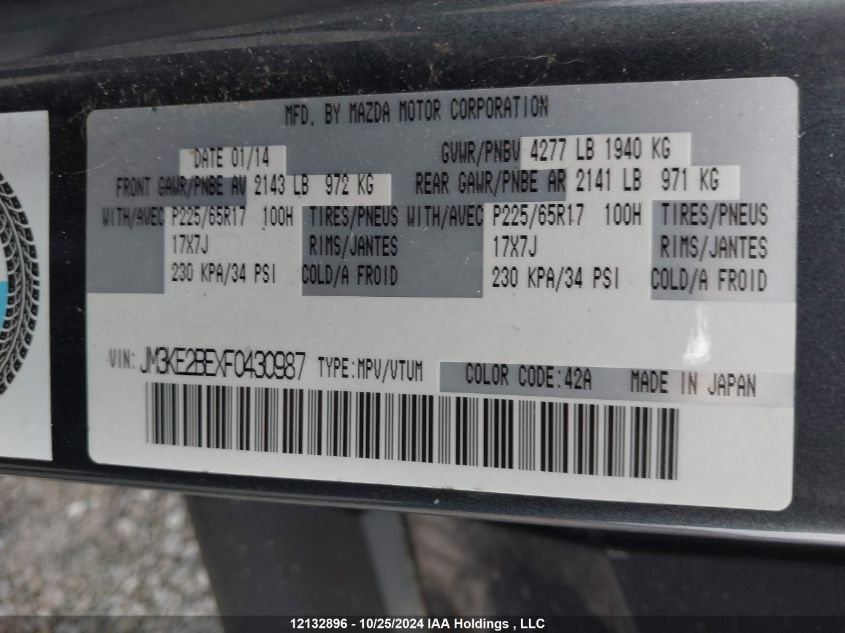 MFD. BY MAZDA MOTOR CORPORATION
DATE 01/14 GVWR/PNBV 4277 LB 1940 KG
FRONT GAWR/PNBE AV 2143 LB 972 KG REAR GAWR/PNBE AR 2141 LB 971 KG
WITH/AVEC P225/65R17 100H TIRES/PNEUS WITH/AVEC P225/65R17 100H TIRES/PNEUS
17X7J RIMS/JANTES 17X7J RIMS/JANTES
230 KPA/34 PSI COLD/A FROID 230 KPA/34 PSI COLD/A FROID
VIN: JM3KE2BEXF0430987 TYPE:MPV/VTUM COLOR CODE:42A MADE IN JAPAN
12132896 - 10/25/2024 IAA Holdings , LLC